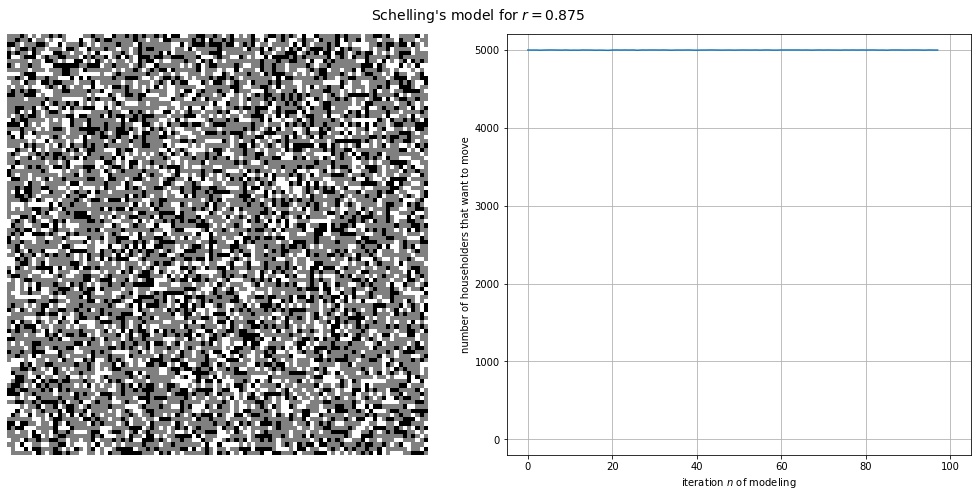 Schelling's model for r = 0.875
number of householders that want to move
5000
4000
3000
2000
1000
0
0 20 40 60 80 100
iteration n of modeling